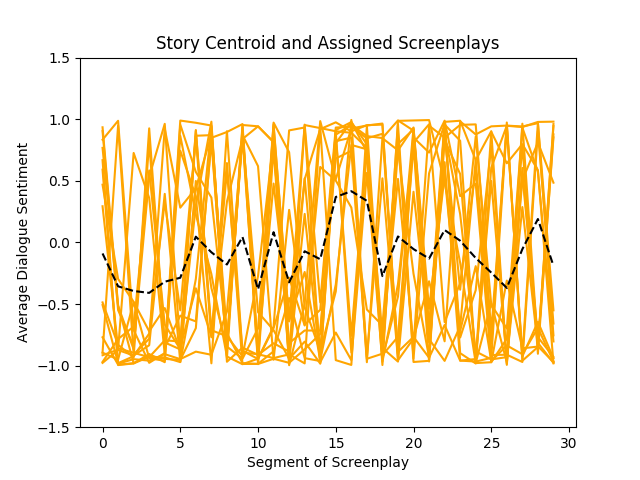 Story Centroid and Assigned Screenplays
1.5
1.0
0.5
0.0
−0.5
−1.0
−1.5
Average Dialogue Sentiment
0 5 10 15 20 25 30
Segment of Screenplay